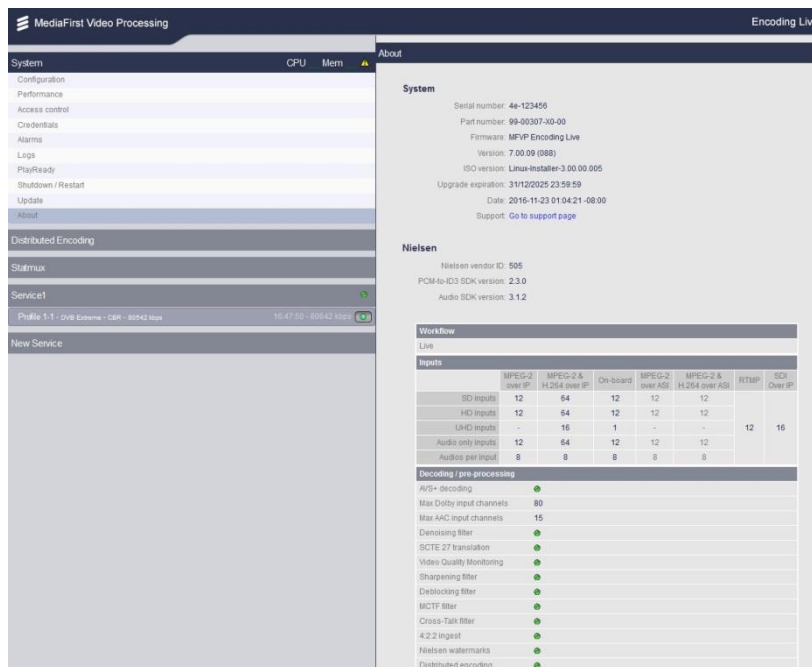 MediaFirst Video Processing
Encoding Liv
System CPU Mem
Configuration
Performance
Access control
Credentials
Alarms
Logs
PlayReady
Shutdown / Restart
Update
About
Distributed Encoding
Statmux
Service1
Profile 1-1 - DVB Extreme - CBR - 80542 kbps 16:47:50 - 80542 kbps
New Service
About
System
Serial number: 4e-123456
Part number: 99-00307-X0-00
Firmware: MFVP Encoding Live
Version: 7.00.09 (088)
ISO version: Linux-Installer-3.00.00.005
Upgrade expiration: 31/12/2025 23:59:59
Date: 2016-11-23 01:04:21 -08:00
Support: Go to support page
Nielsen
Nielsen vendor ID: 505
PCM-to-ID3 SDK version: 2.3.0
Audio SDK version: 3.1.2
Workflow
Live
Inputs
MPEG-2 over IP MPEG-2 & H.264 over IP On-board MPEG-2 over ASI MPEG-2 & H.264 over ASI RTMP SDI Over IP
SD inputs 12 64 12 12 12
HD inputs 12 64 12 12 12
UHD inputs - 16 1 - - 12 16
Audio only inputs 12 64 12 12 12
Audios per input 8 8 8 8 8
Decoding / pre-processing
AVS+ decoding
Max Dolby input channels 80
Max AAC input channels 15
Denoising filter
SCTE 27 translation
Video Quality Monitoring
Sharpening filter
Deblocking filter
MCTF filter
Cross-Talk filter
4:2:2 ingest
Nielsen watermarks
Distributed encoding